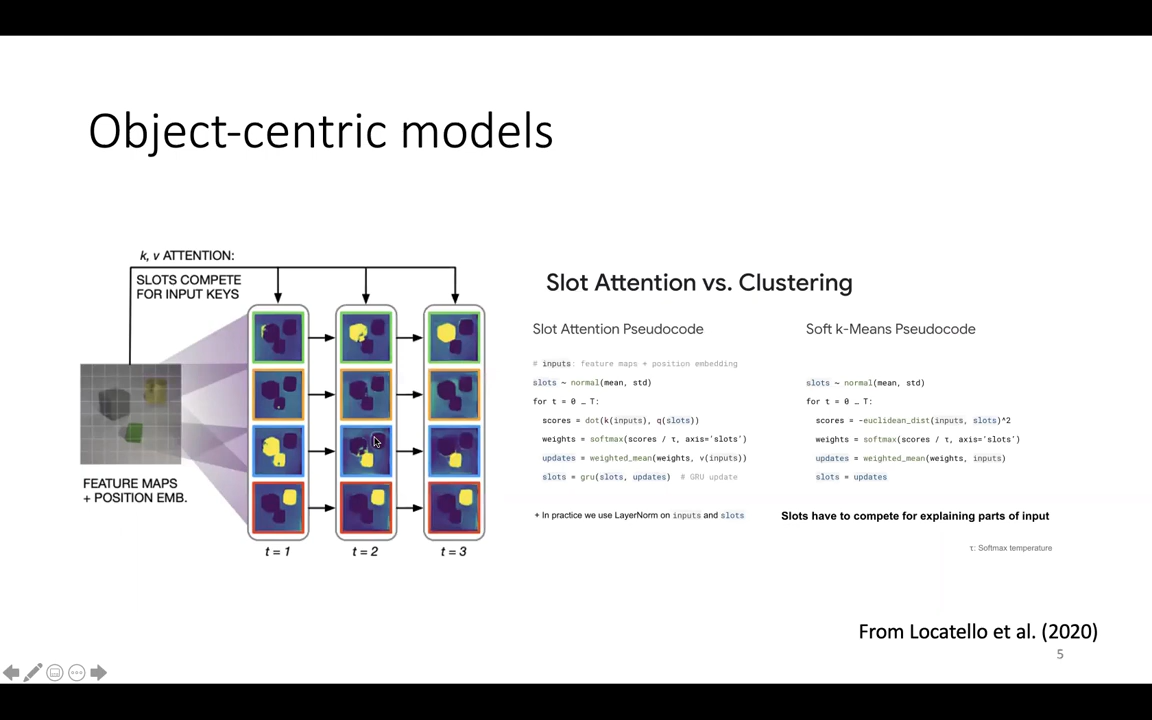 Object-centric models
k, v ATTENTION:
SLOTS COMPETE
FOR INPUT KEYS
FEATURE MAPS
+ POSITION EMB.
t = 1
t = 2
t = 3
Slot Attention vs. Clustering
Slot Attention Pseudocode
# inputs: feature maps + position embedding
slots ~ normal(mean, std)
for t = 0 … T:
scores = dot(k(inputs), q(slots))
weights = softmax(scores / τ, axis='slots')
updates = weighted_mean(weights, v(inputs))
slots = gru(slots, updates) # GRU update
+ In practice we use LayerNorm on inputs and slots
Soft k-Means Pseudocode
slots ~ normal(mean, std)
for t = 0 … T:
scores = -euclidean_dist(inputs, slots)^2
weights = softmax(scores / τ, axis='slots')
updates = weighted_mean(weights, inputs)
slots = updates
Slots have to compete for explaining parts of input
τ: Softmax temperature
From Locatello et al. (2020)
5